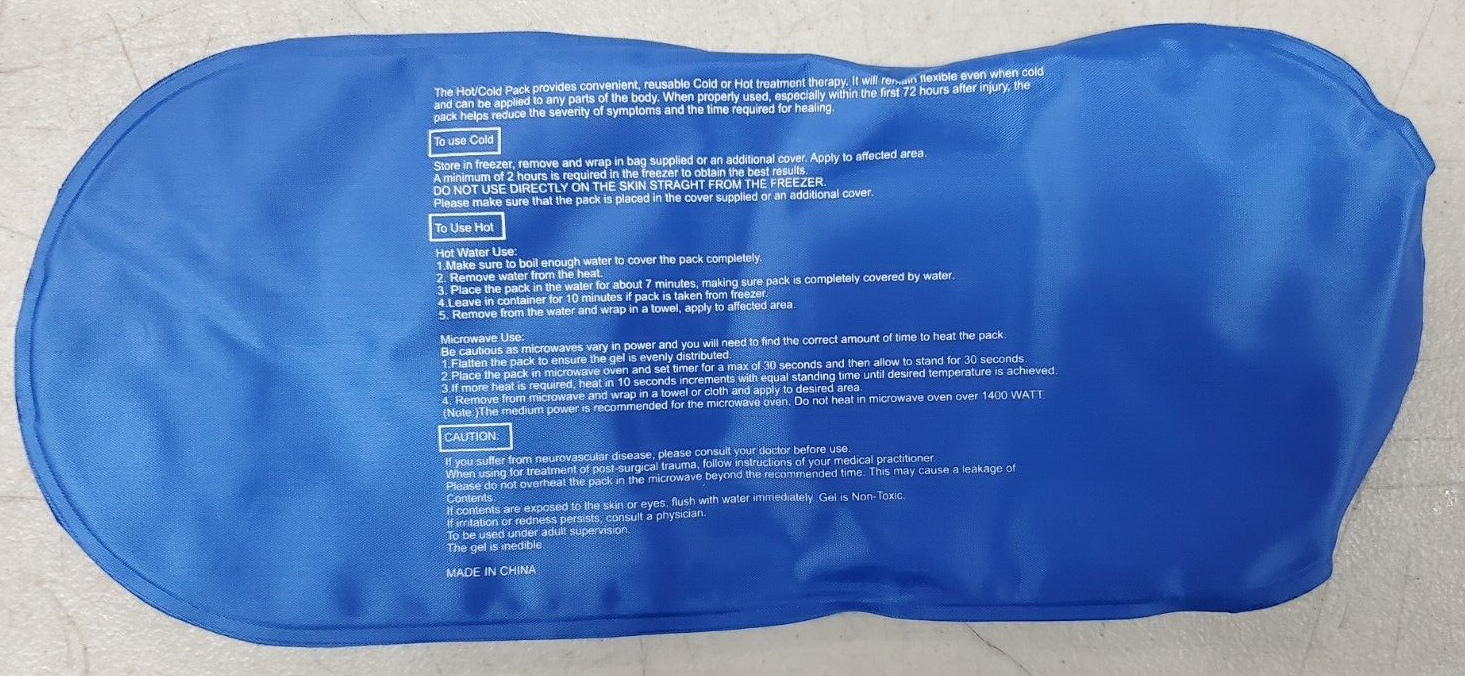 The Hot/Cold Pack provides convenient, reusable Cold or Hot treatment therapy. It will remain flexible even when cold
and can be applied to any parts of the body. When properly used, especially within the first 72 hours after injury, the
pack helps reduce the severity of symptoms and the time required for healing.
To use Cold
Store in freezer, remove and wrap in bag supplied or an additional cover. Apply to affected area.
A minimum of 2 hours is required in the freezer to obtain the best results.
DO NOT USE DIRECTLY ON THE SKIN STRAGHT FROM THE FREEZER.
Please make sure that the pack is placed in the cover supplied or an additional cover.
To Use Hot
Hot Water Use:
1.Make sure to boil enough water to cover the pack completely.
2. Remove water from the heat.
3. Place the pack in the water for about 7 minutes, making sure pack is completely covered by water.
4.Leave in container for 10 minutes if pack is taken from freezer.
5. Remove from the water and wrap in a towel, apply to affected area.
Microwave Use:
Be cautious as microwaves vary in power and you will need to find the correct amount of time to heat the pack.
1.Flatten the pack to ensure the gel is evenly distributed.
2.Place the pack in microwave oven and set timer for a max of 30 seconds and then allow to stand for 30 seconds.
3.If more heat is required, heat in 10 seconds increments with equal standing time until desired temperature is achieved.
4. Remove from microwave and wrap in a towel or cloth and apply to desired area.
(Note:)The medium power is recommended for the microwave oven. Do not heat in microwave oven over 1400 WATT.
CAUTION:
If you suffer from neurovascular disease, please consult your doctor before use.
When using for treatment of post-surgical trauma, follow instructions of your medical practitioner.
Please do not overheat the pack in the microwave beyond the recommended time. This may cause a leakage of
Contents.
If contents are exposed to the skin or eyes, flush with water immediately. Gel is Non-Toxic.
If irritation or redness persists, consult a physician.
To be used under adult supervision.
The gel is inedible.
MADE IN CHINA